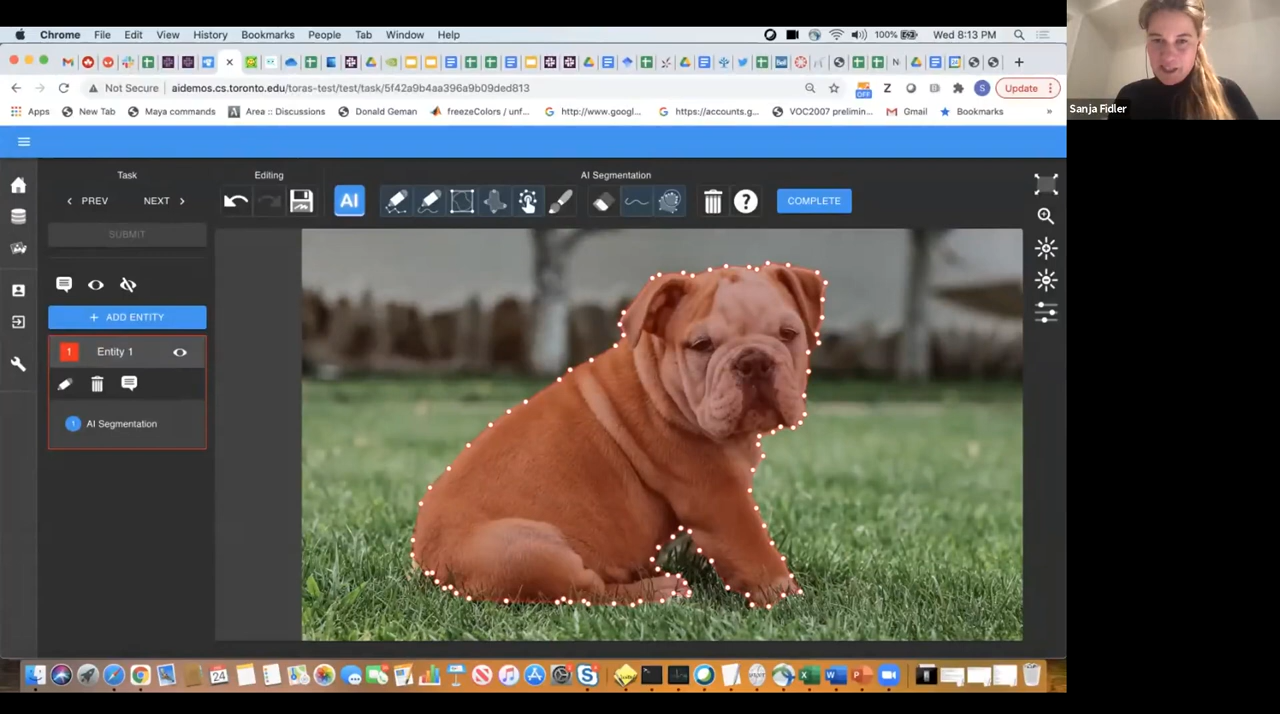 Chrome File Edit View History Bookmarks People Tab Window Help 100% Wed 8:13 PM
Not Secure aidemos.cs.toronto.edu/toras-test/test/task/5f42a9b4aa396a9b09ded813 OFF Z S Update
Apps New Tab Maya commands Area :: Discussions Donald Geman freezeColors / unf... http://www.googl... https://accounts.g... VOC2007 prelimin... Gmail Bookmarks »
Sanja Fidler
Task Editing AI Segmentation
PREV NEXT AI ? COMPLETE
SUBMIT
+ ADD ENTITY
1 Entity 1
1 AI Segmentation
24